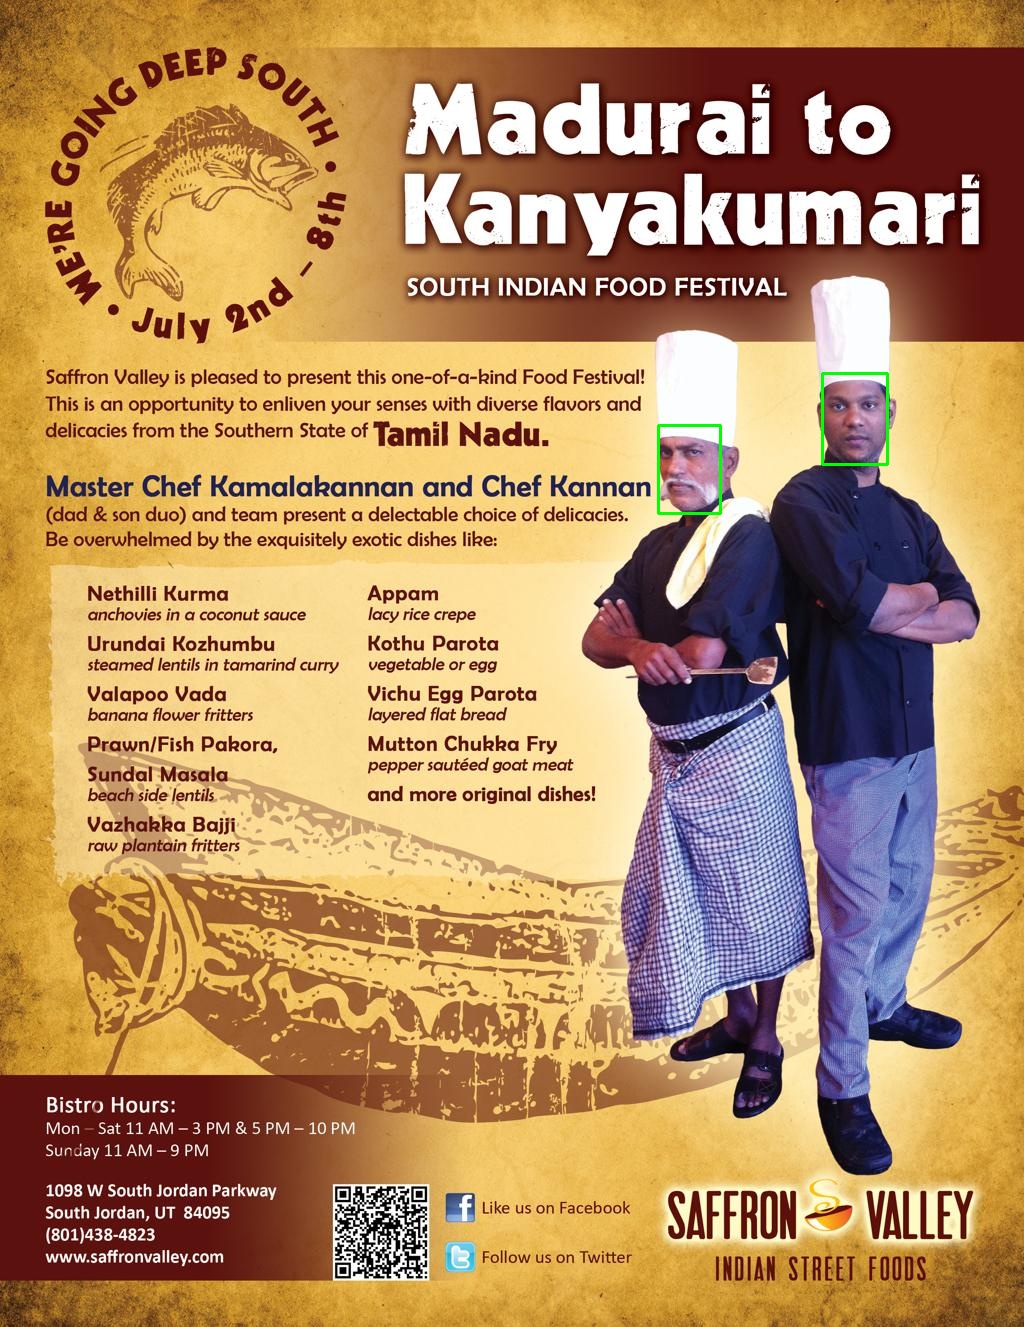 WE'RE GOING DEEP SOUTH •
July 2nd – 8th •
Madurai to
Kanyakumari
SOUTH INDIAN FOOD FESTIVAL
Saffron Valley is pleased to present this one-of-a-kind Food Festival!
This is an opportunity to enliven your senses with diverse flavors and
delicacies from the Southern State of Tamil Nadu.
Master Chef Kamalakannan and Chef Kannan
(dad & son duo) and team present a delectable choice of delicacies.
Be overwhelmed by the exquisitely exotic dishes like:
Nethilli Kurma
anchovies in a coconut sauce
Urundai Kozhumbu
steamed lentils in tamarind curry
Valapoo Vada
banana flower fritters
Prawn/Fish Pakora,
Sundal Masala
beach side lentils
Vazhakka Bajji
raw plantain fritters
Appam
lacy rice crepe
Kothu Parota
vegetable or egg
Vichu Egg Parota
layered flat bread
Mutton Chukka Fry
pepper sautéed goat meat
and more original dishes!
Bistro Hours:
Mon – Sat 11 AM – 3 PM & 5 PM – 10 PM
Sunday 11 AM – 9 PM
1098 W South Jordan Parkway
South Jordan, UT 84095
(801)438-4823
www.saffronvalley.com
Like us on Facebook
Follow us on Twitter
SAFFRON VALLEY
INDIAN STREET FOODS